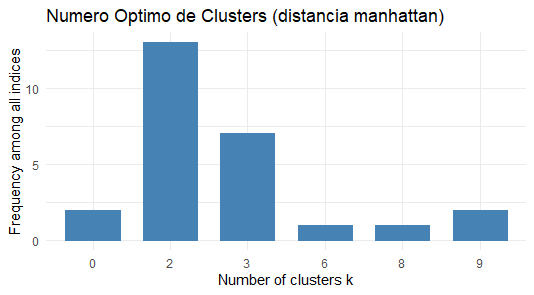 Numero Optimo de Clusters (distancia manhattan)
Frequency among all indices
10
5
0
0 2 3 6 8 9
Number of clusters k